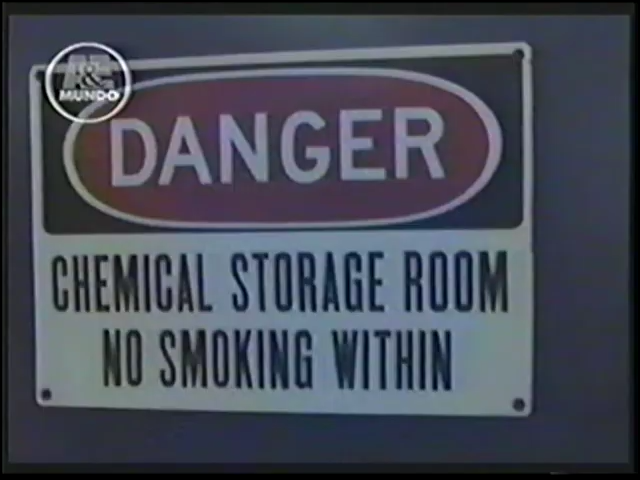 A&E
MUNDO
DANGER
CHEMICAL STORAGE ROOM
NO SMOKING WITHIN